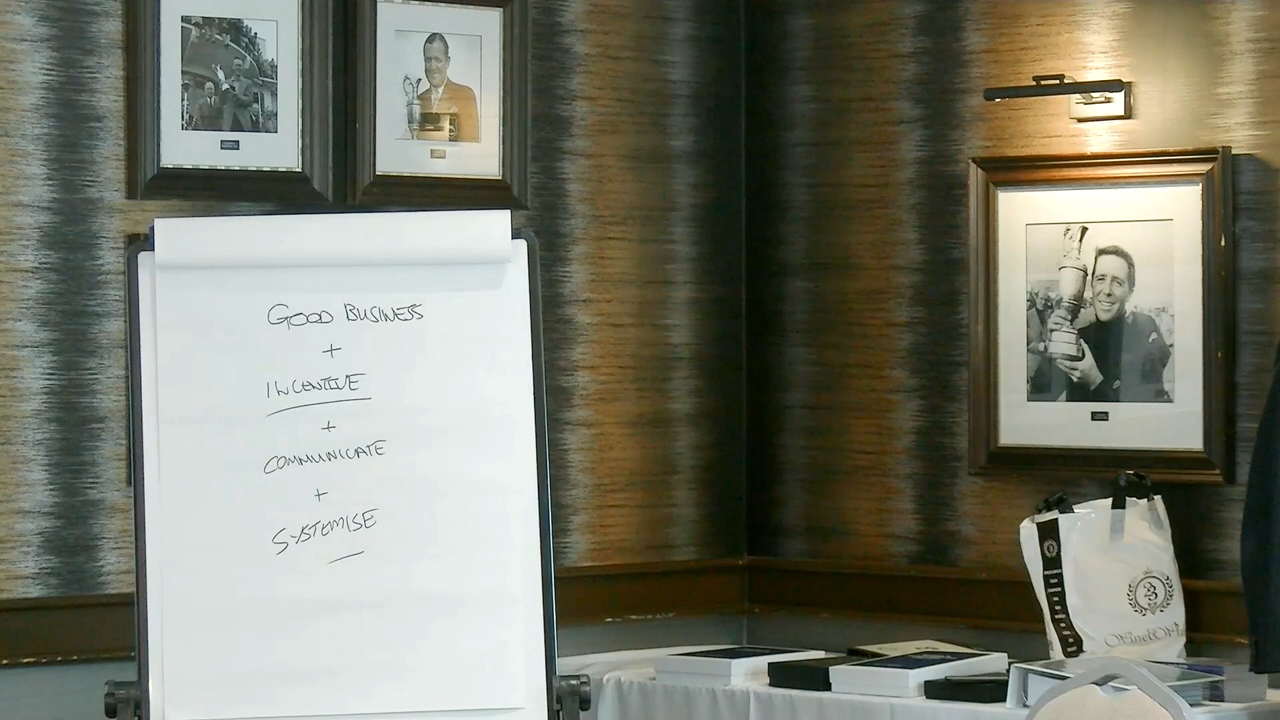 GOOD BUSINESS
+
INCENTIVE
+
COMMUNICATE
+
SYSTEMISE